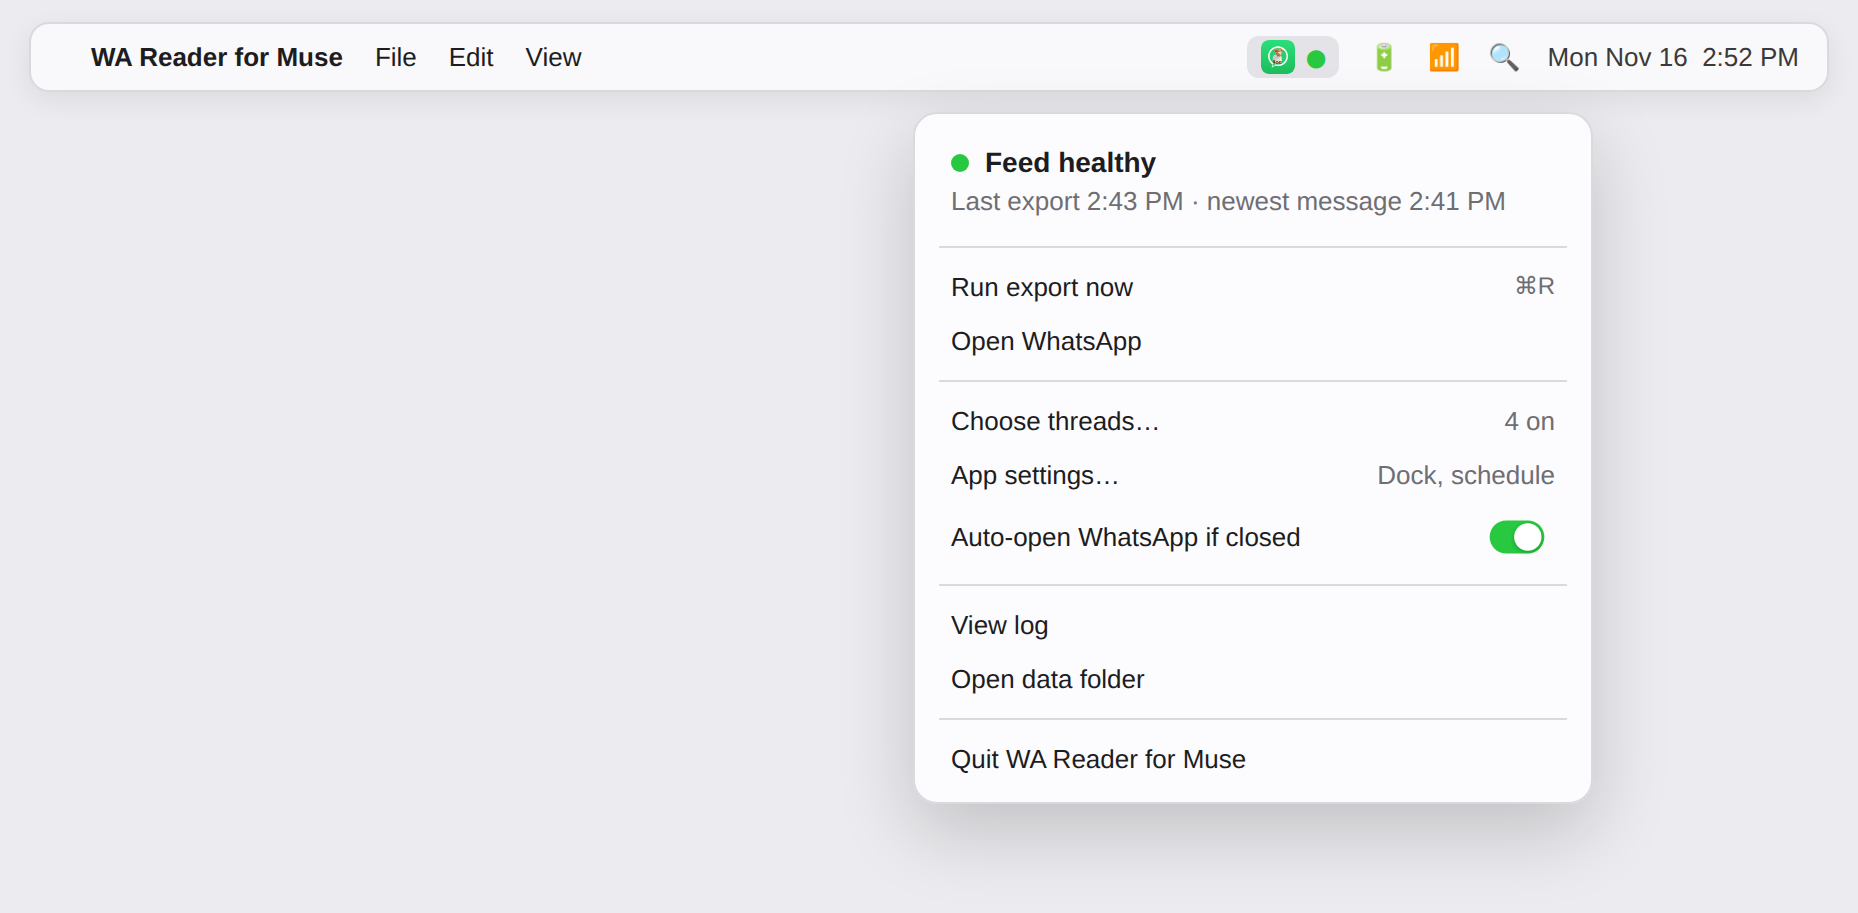 WA Reader for Muse File Edit View Mon Nov 16 2:52 PM
Feed healthy
Last export 2:43 PM · newest message 2:41 PM
Run export now ⌘R
Open WhatsApp
Choose threads… 4 on
App settings… Dock, schedule
Auto-open WhatsApp if closed
View log
Open data folder
Quit WA Reader for Muse